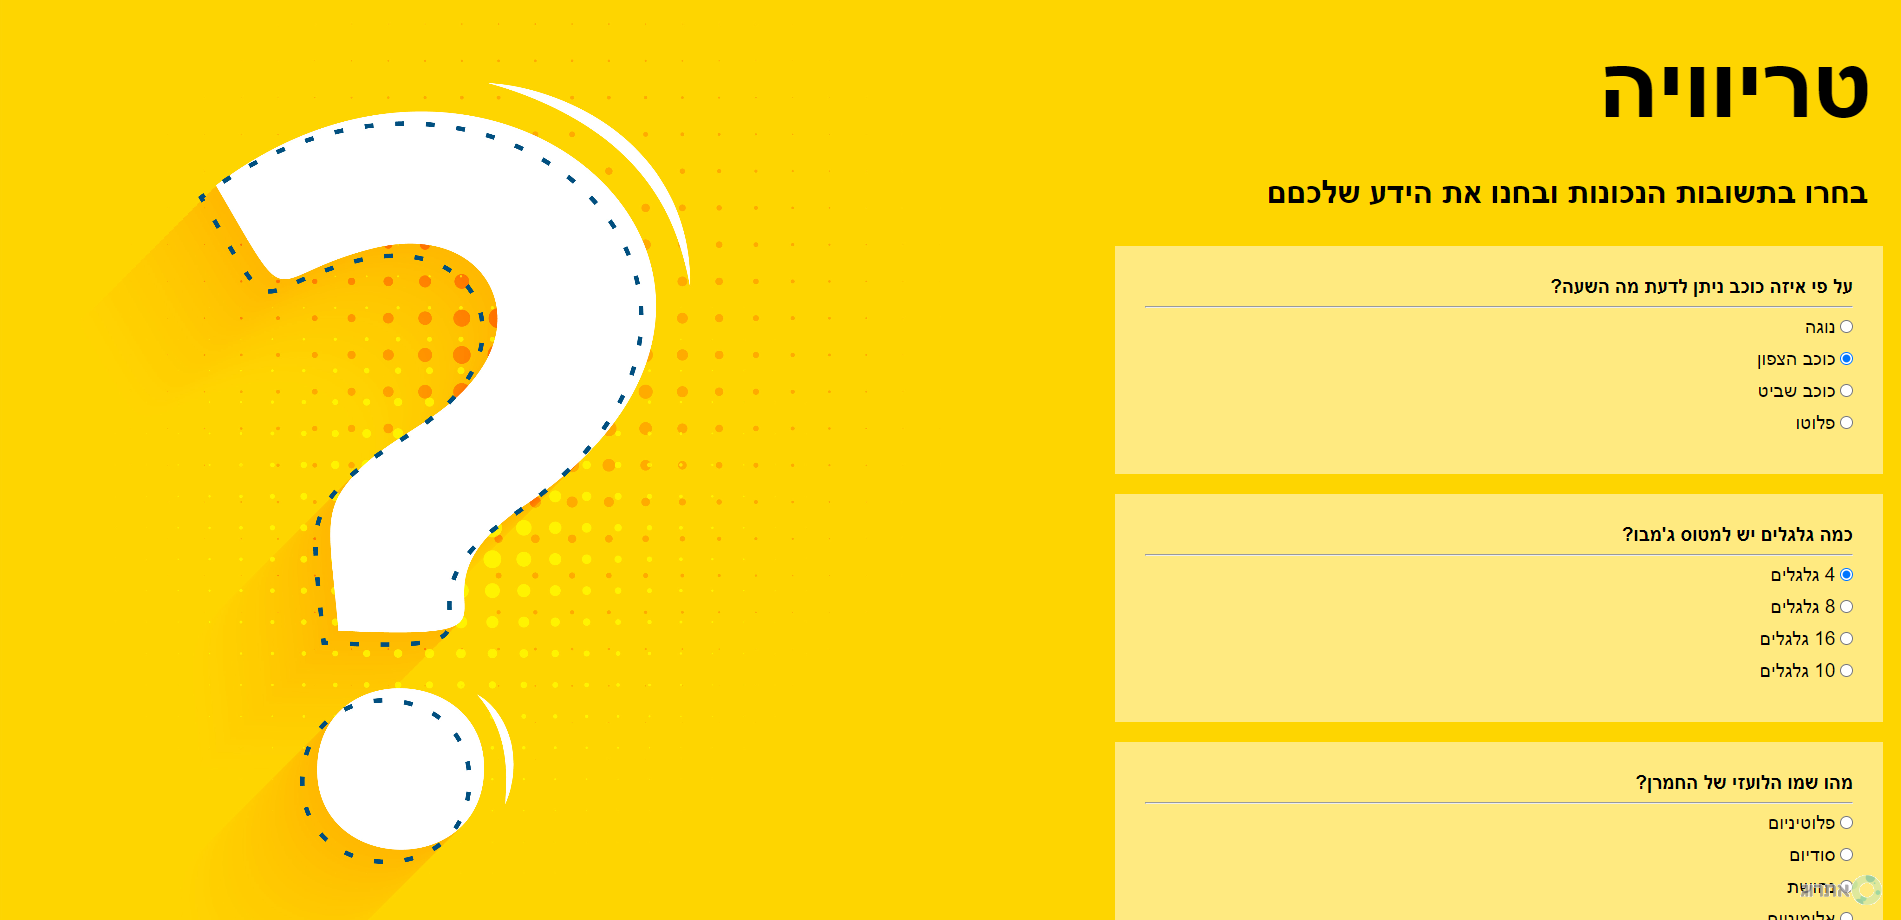 טריוויה
בחרו בתשובות הנכונות ובחנו את הידע שלכםם
על פי איזה כוכב ניתן לדעת מה השעה?
נוגה
כוכב הצפון
כוכב שביט
פלוטו
כמה גלגלים יש למטוס ג'מבו?
4 גלגלים
8 גלגלים
16 גלגלים
10 גלגלים
מהו שמו הלועזי של החמרן?
פלוטיניום
סודיום
נחושת
אלומיניום